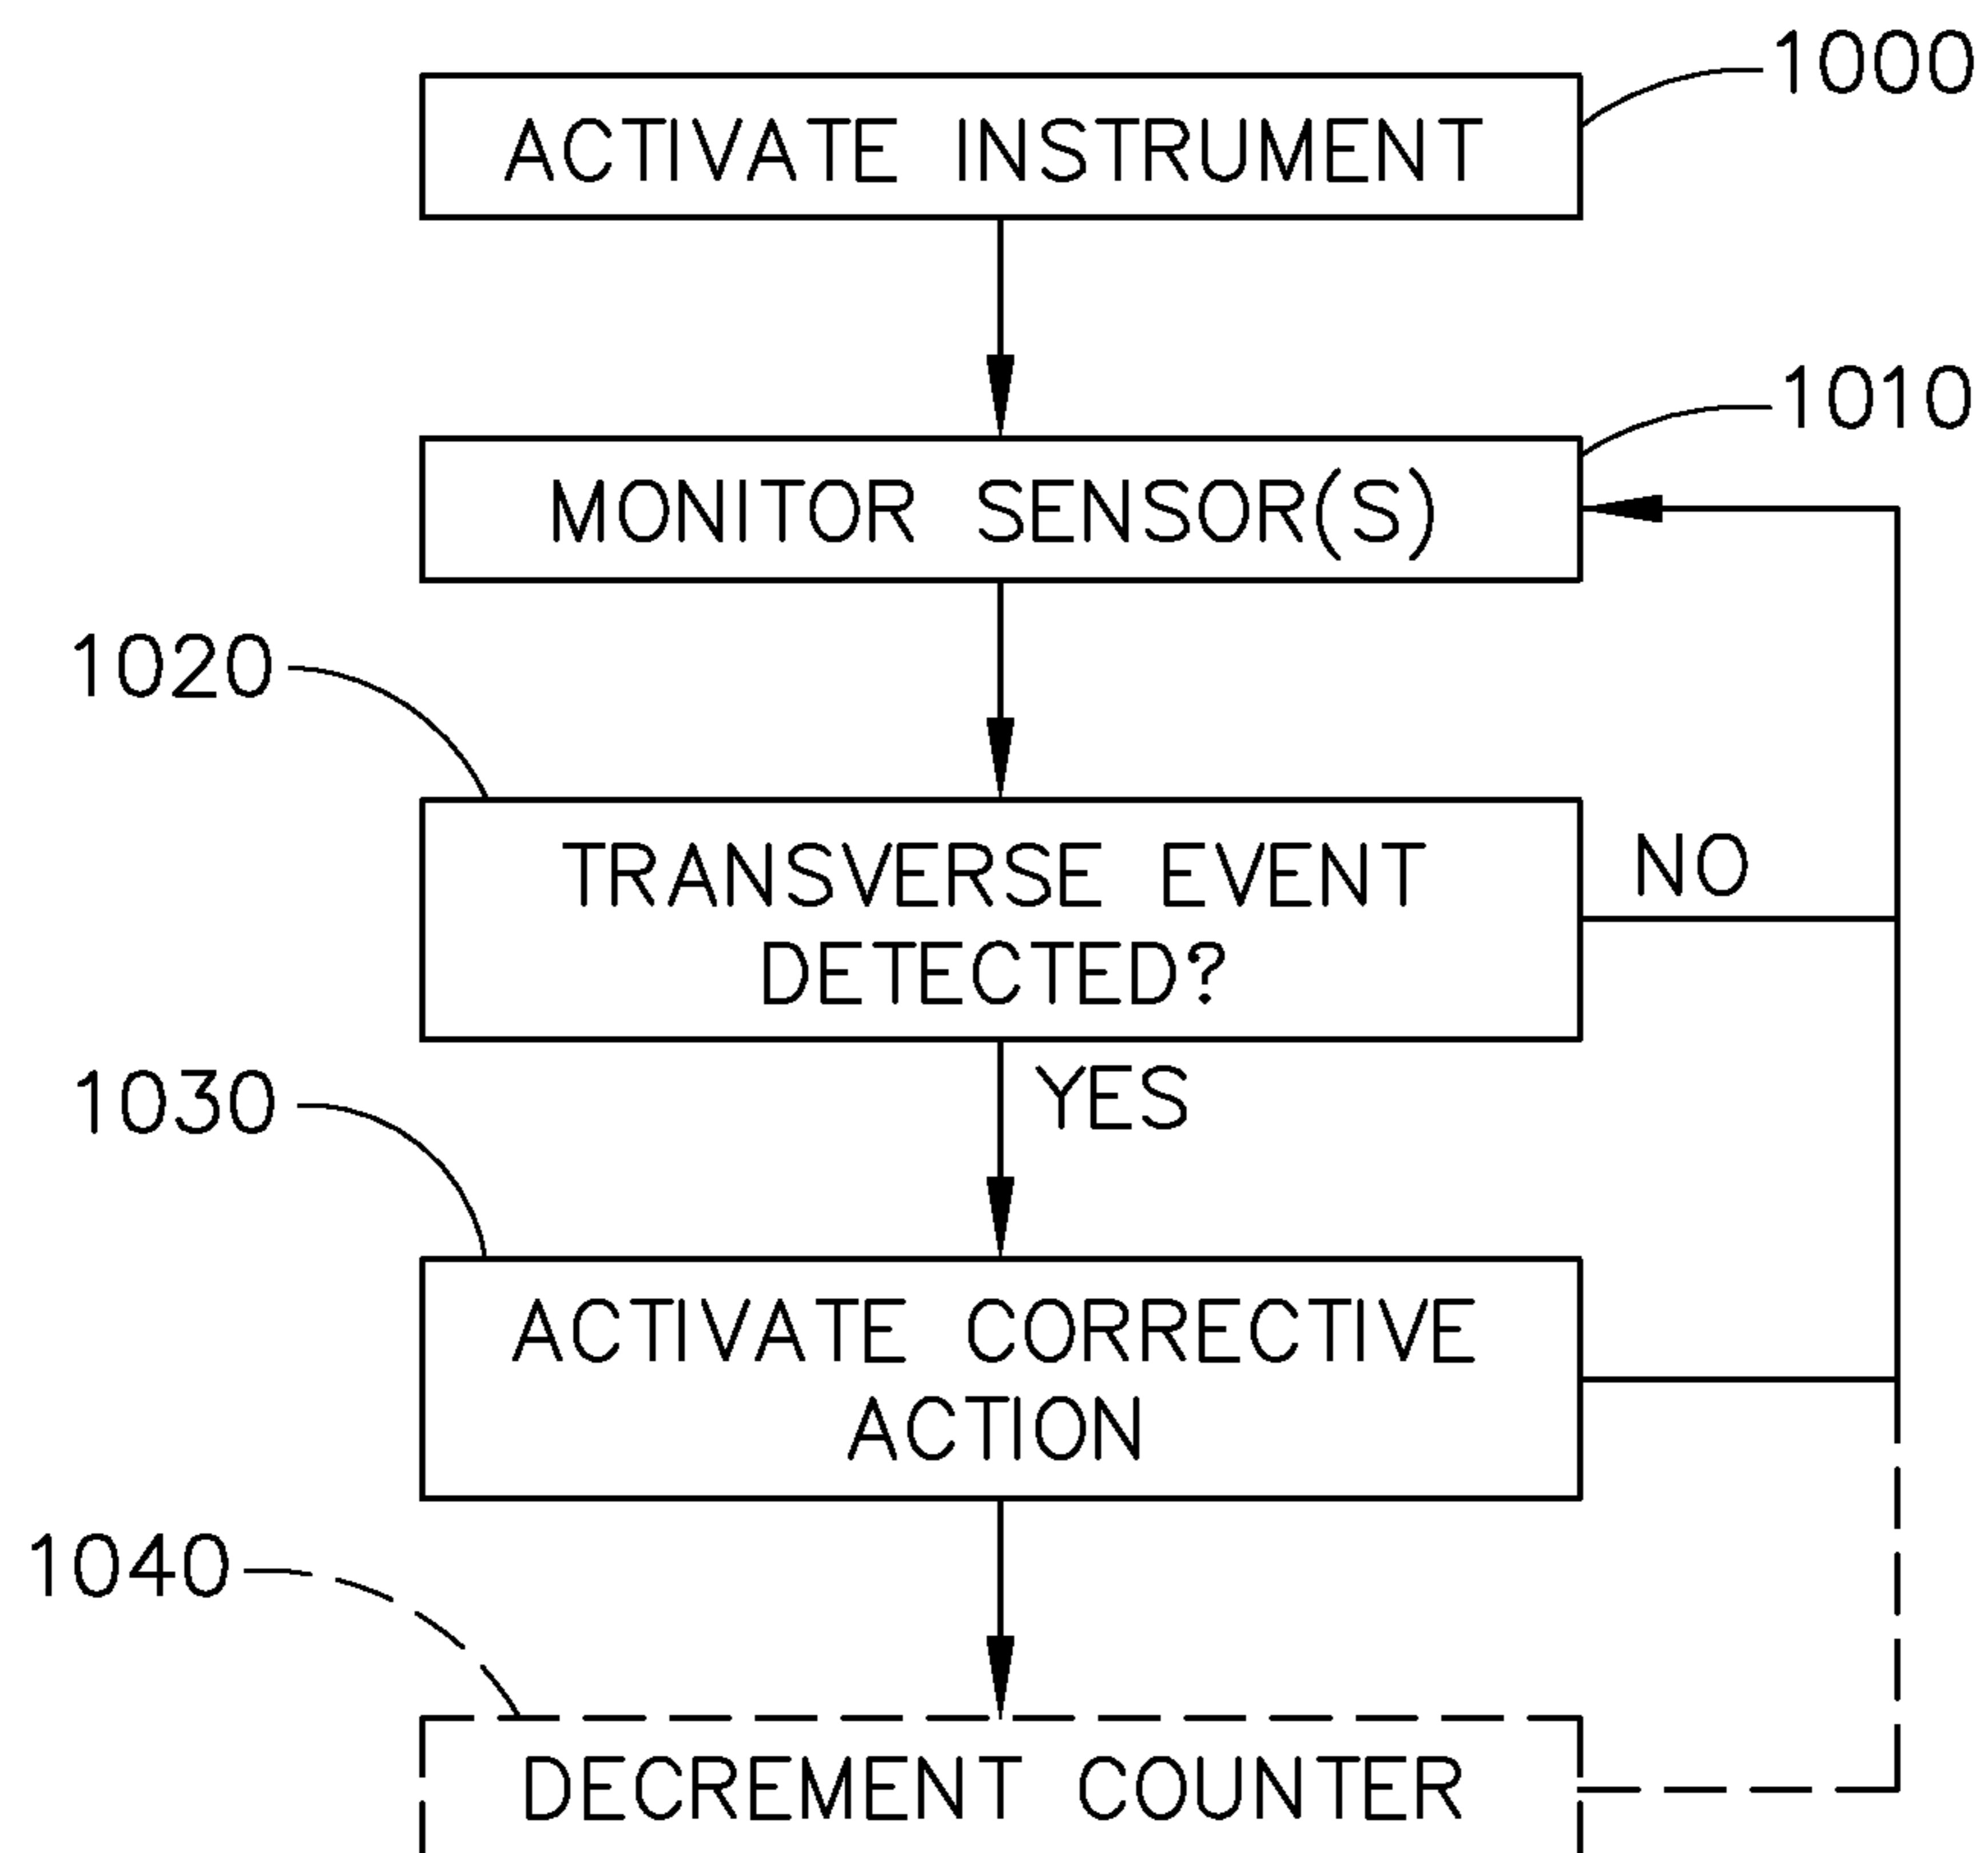 1000
ACTIVATE INSTRUMENT
1010
MONITOR SENSOR(S)
1020
TRANSVERSE EVENT
DETECTED?
NO
YES
1030
ACTIVATE CORRECTIVE
ACTION
1040
DECREMENT COUNTER